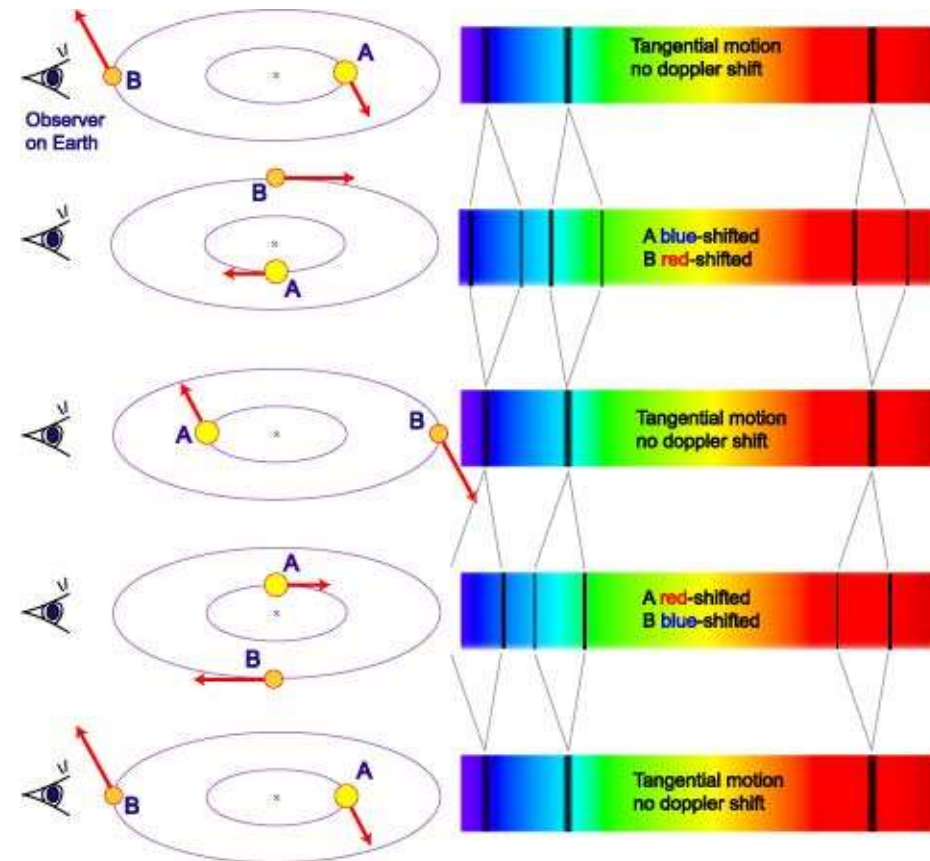 A
B
Observer
on Earth
Tangential motion
no doppler shift
B
A
A blue-shifted
B red-shifted
A
B
Tangential motion
no doppler shift
A
B
A red-shifted
B blue-shifted
A
B
Tangential motion
no doppler shift